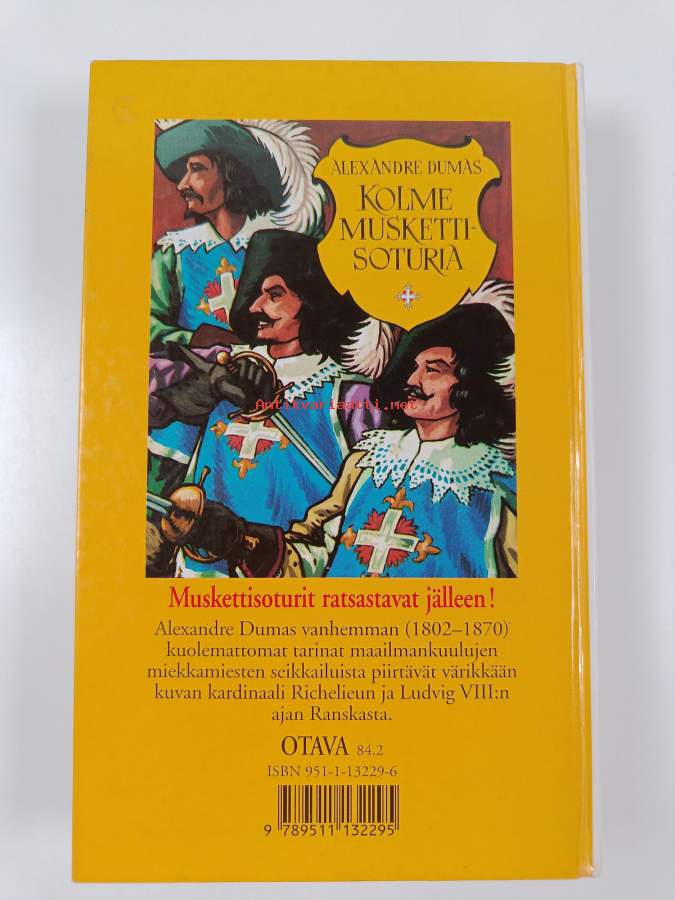 ALEXANDRE DUMAS
KOLME
MUSKETTI-
SOTURIA
Antikvariaatti.net
Muskettisoturit ratsastavat jälleen!
Alexandre Dumas vanhemman (1802–1870)
kuolemattomat tarinat maailmankuulujen
miekkamiesten seikkailuista piirtävät värikkään
kuvan kardinaali Richelieun ja Ludvig VIII:n
ajan Ranskasta.
OTAVA 84.2
ISBN 951-1-13229-6
9 789511 132295